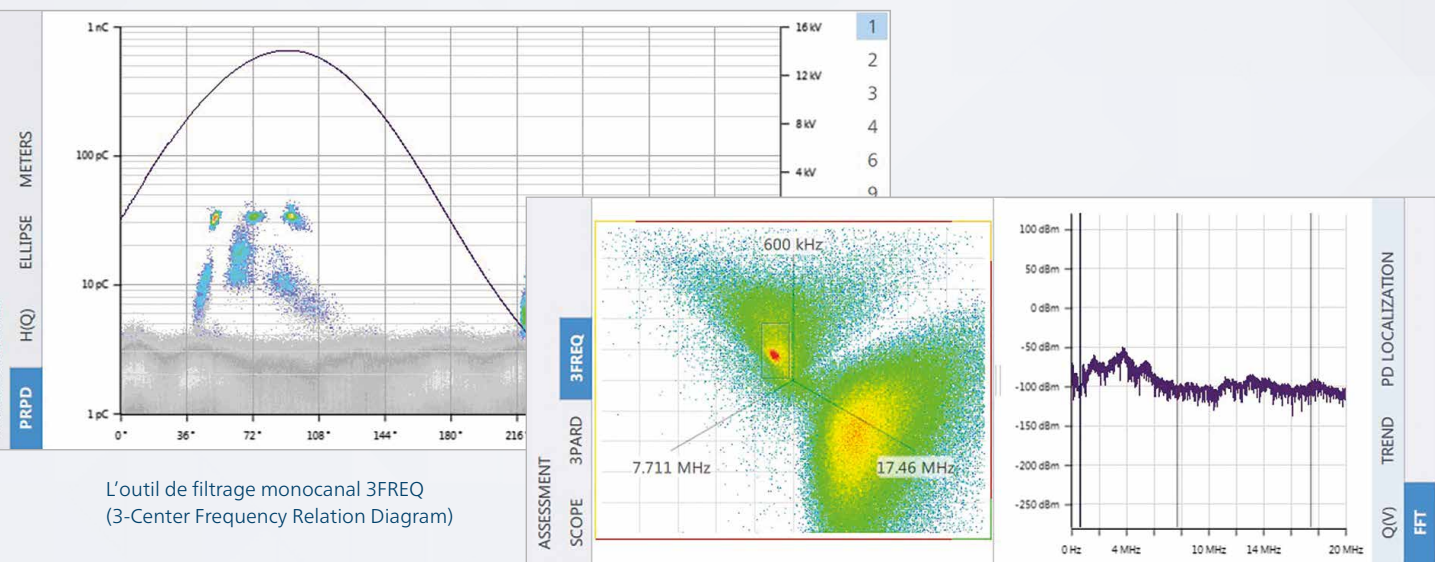 METERS
ELLIPSE
H(Q)
PRPD
1 nC
100 pC
10 pC
1 pC
0°
36°
72°
108°
144°
180°
216
16 kV
12 kV
8 kV
4 kV
1
2
3
4
6
9
L’outil de filtrage monocanal 3FREQ
(3-Center Frequency Relation Diagram)
ASSESSMENT
3FREQ
3PARD
SCOPE
600 kHz
7.711 MHz
17.46 MHz
100 dBm
50 dBm
0 dBm
-50 dBm
-100 dBm
-150 dBm
-200 dBm
-250 dBm
0 Hz
4 MHz
10 MHz
14 MHz
20 MHz
PD LOCALIZATION
TREND
Q(V)
FFT